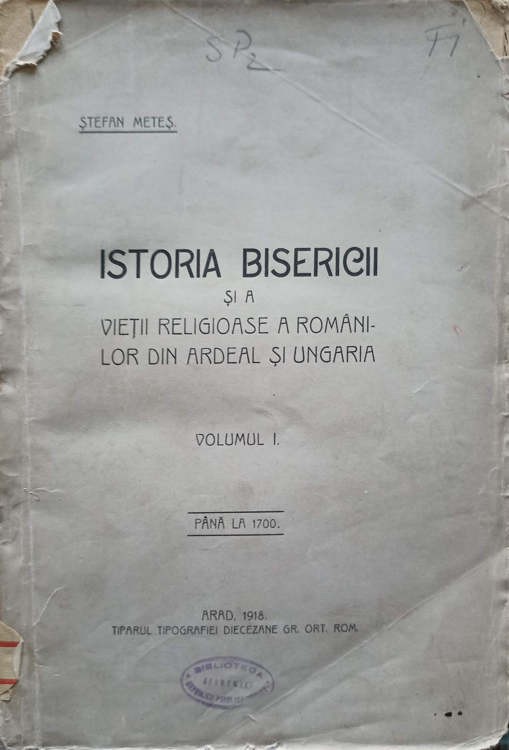 SP2
ȘTEFAN METEȘ.
ISTORIA BISERICII
ȘI A
VIEȚII RELIGIOASE A ROMÂNI-
LOR DIN ARDEAL ȘI UNGARIA
VOLUMUL I.
PÂNĂ LA 1700.
ARAD, 1918.
TIPARUL TIPOGRAFIEI DIECEZANE GR. ORT. ROM.
BIBLIOTECA